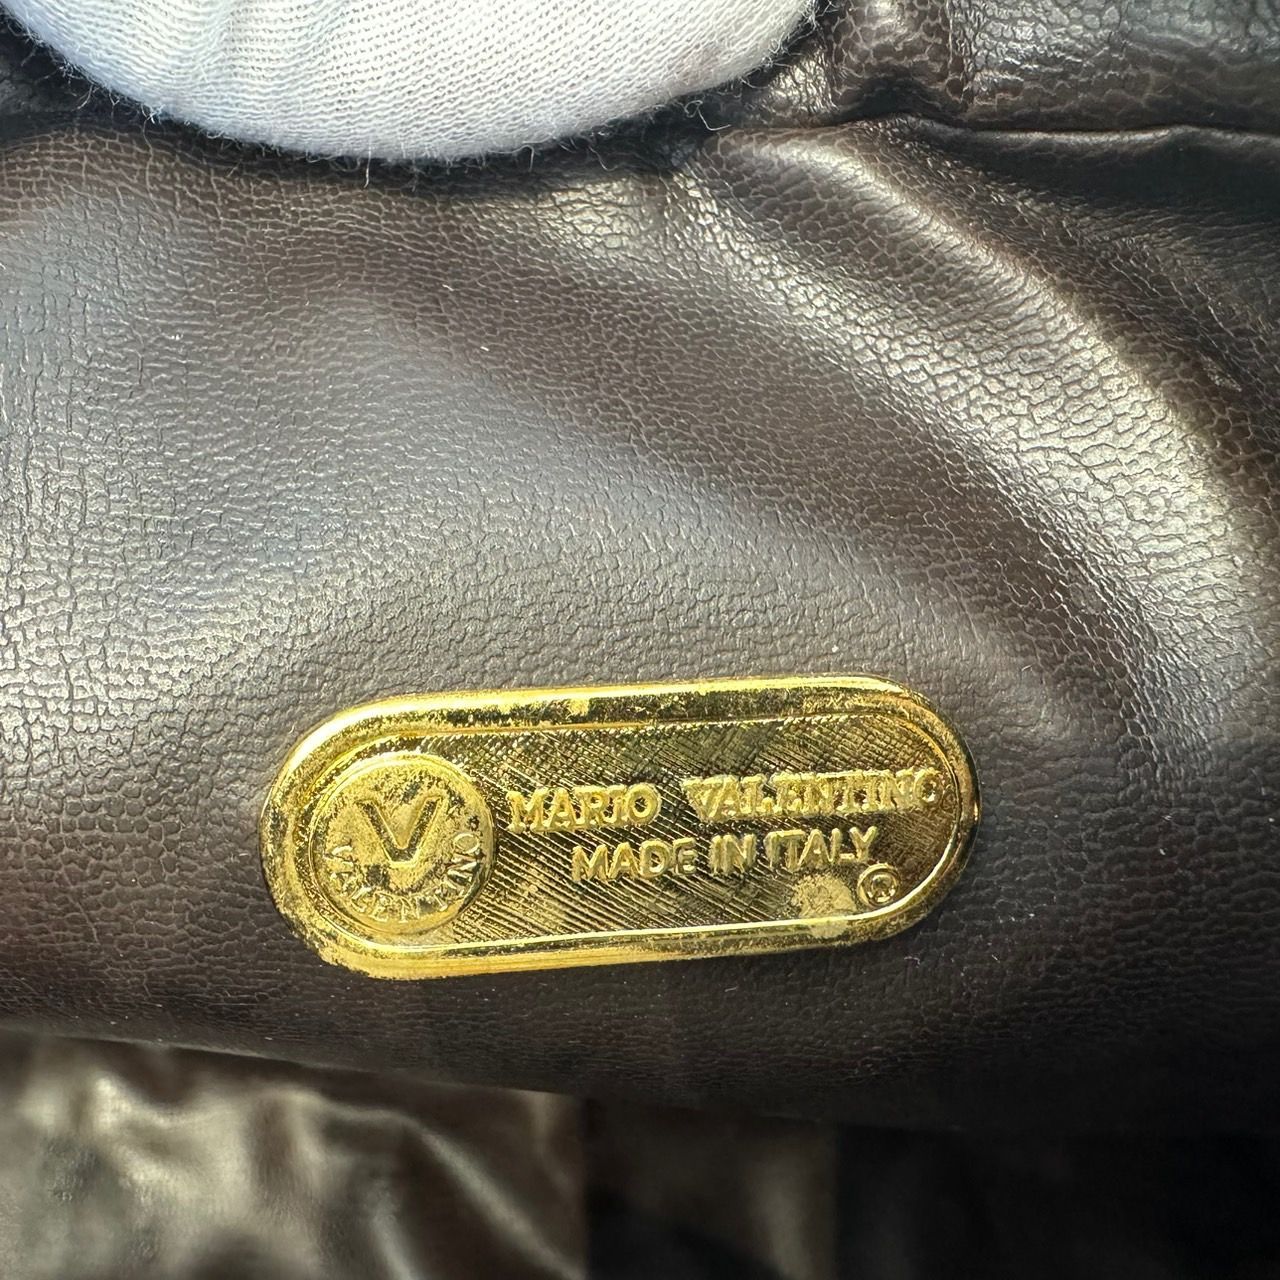 V
VALENTINO
MARIO VALENTINO
MADE IN ITALY
©